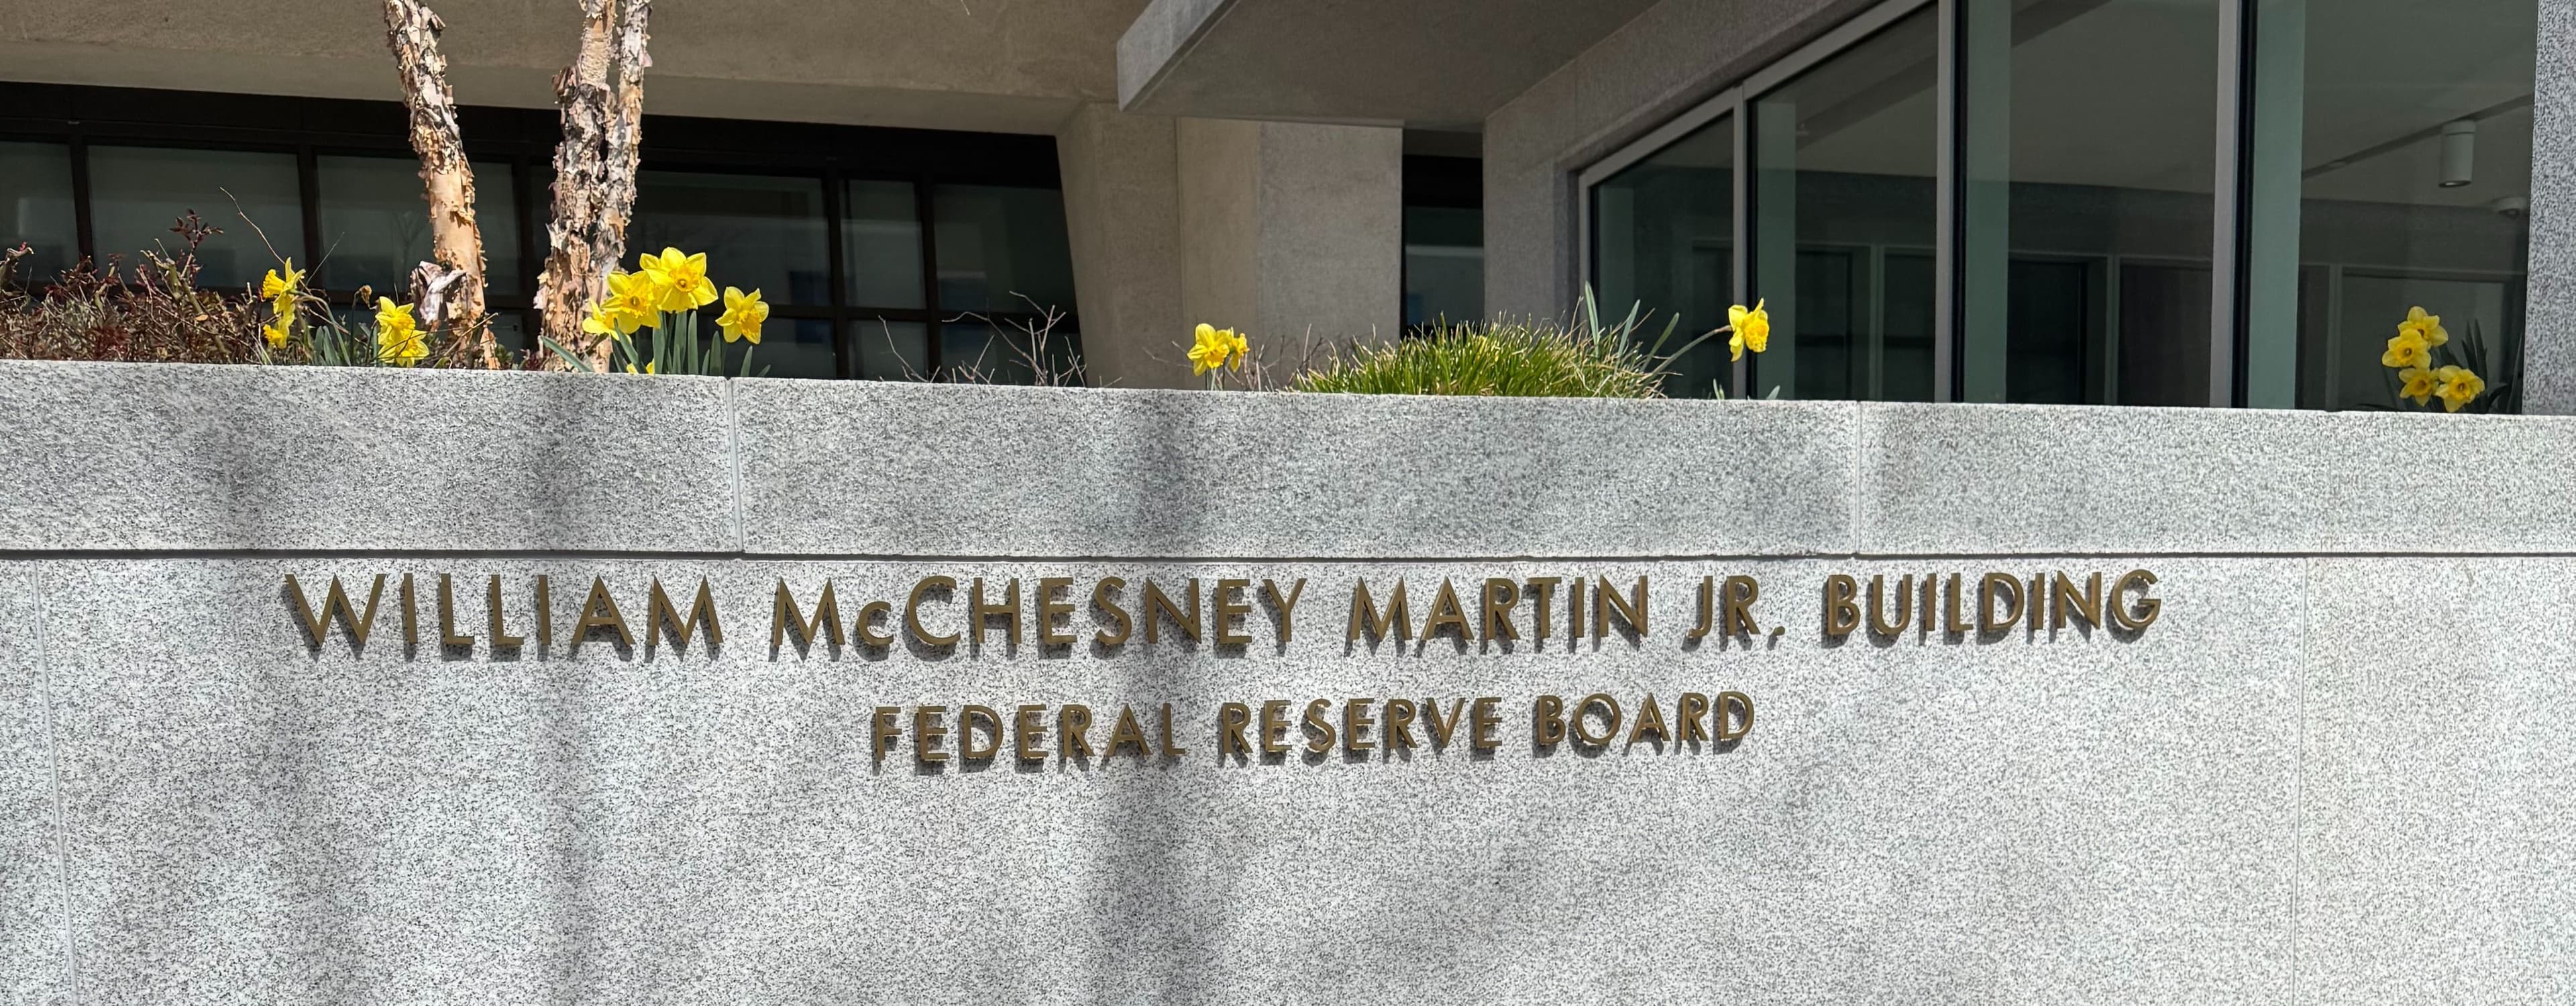 WILLIAM McCHESNEY MARTIN JR. BUILDING
FEDERAL RESERVE BOARD